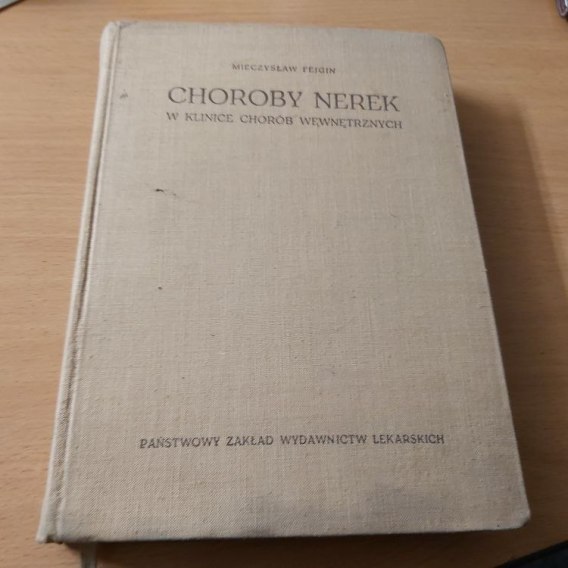 MIECZYSŁAW FEJGIN
CHOROBY NEREK
W KLINICE CHORÓB WEWNĘTRZNYCH
PAŃSTWOWY ZAKŁAD WYDAWNICTW LEKARSKICH